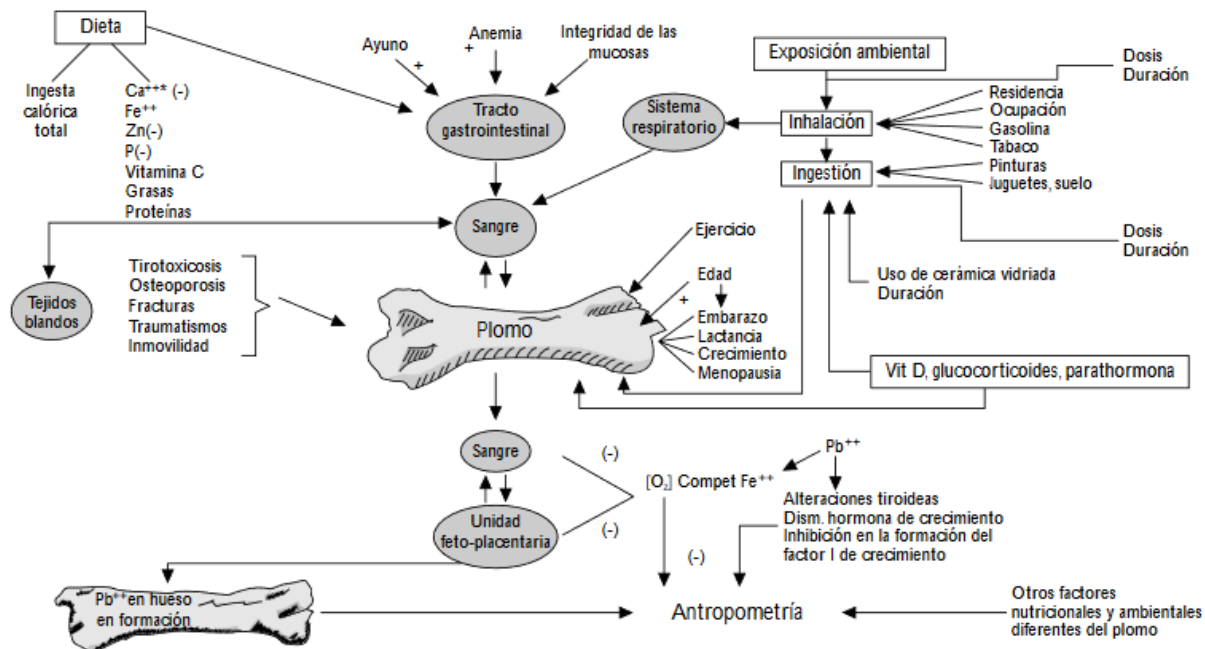 Dieta
Ayuno
+
Anemia
+
Integridad de las
mucosas
Exposición ambiental
Dosis
Duración
Ingesta
calórica
total
Ca⁺⁺* (-)
Fe⁺⁺
Zn(-)
P(-)
Vitamina C
Grasas
Proteínas
Tracto
gastrointestinal
Sistema
respiratorio
Inhalación
Residencia
Ocupación
Gasolina
Tabaco
Ingestión
Pinturas
Juguetes, suelo
Sangre
Dosis
Duración
Ejercicio
Uso de cerámica vidriada
Duración
Tejidos
blandos
Tirotoxicosis
Osteoporosis
Fracturas
Traumatismos
Inmovilidad
Plomo
Edad
+
Embarazo
Lactancia
Crecimiento
Menopausia
Vit D, glucocorticoides, parathormona
Sangre
(-)
[O₂] Compet Fe⁺⁺
Pb⁺⁺
Unidad
feto-placentaria
(-)
(-)
Alteraciones tiroideas
Dism. hormona de crecimiento
Inhibición en la formación del
factor I de crecimiento
Pb⁺⁺en hueso
en formación
Antropometría
Otros factores
nutricionales y ambientales
diferentes del plomo